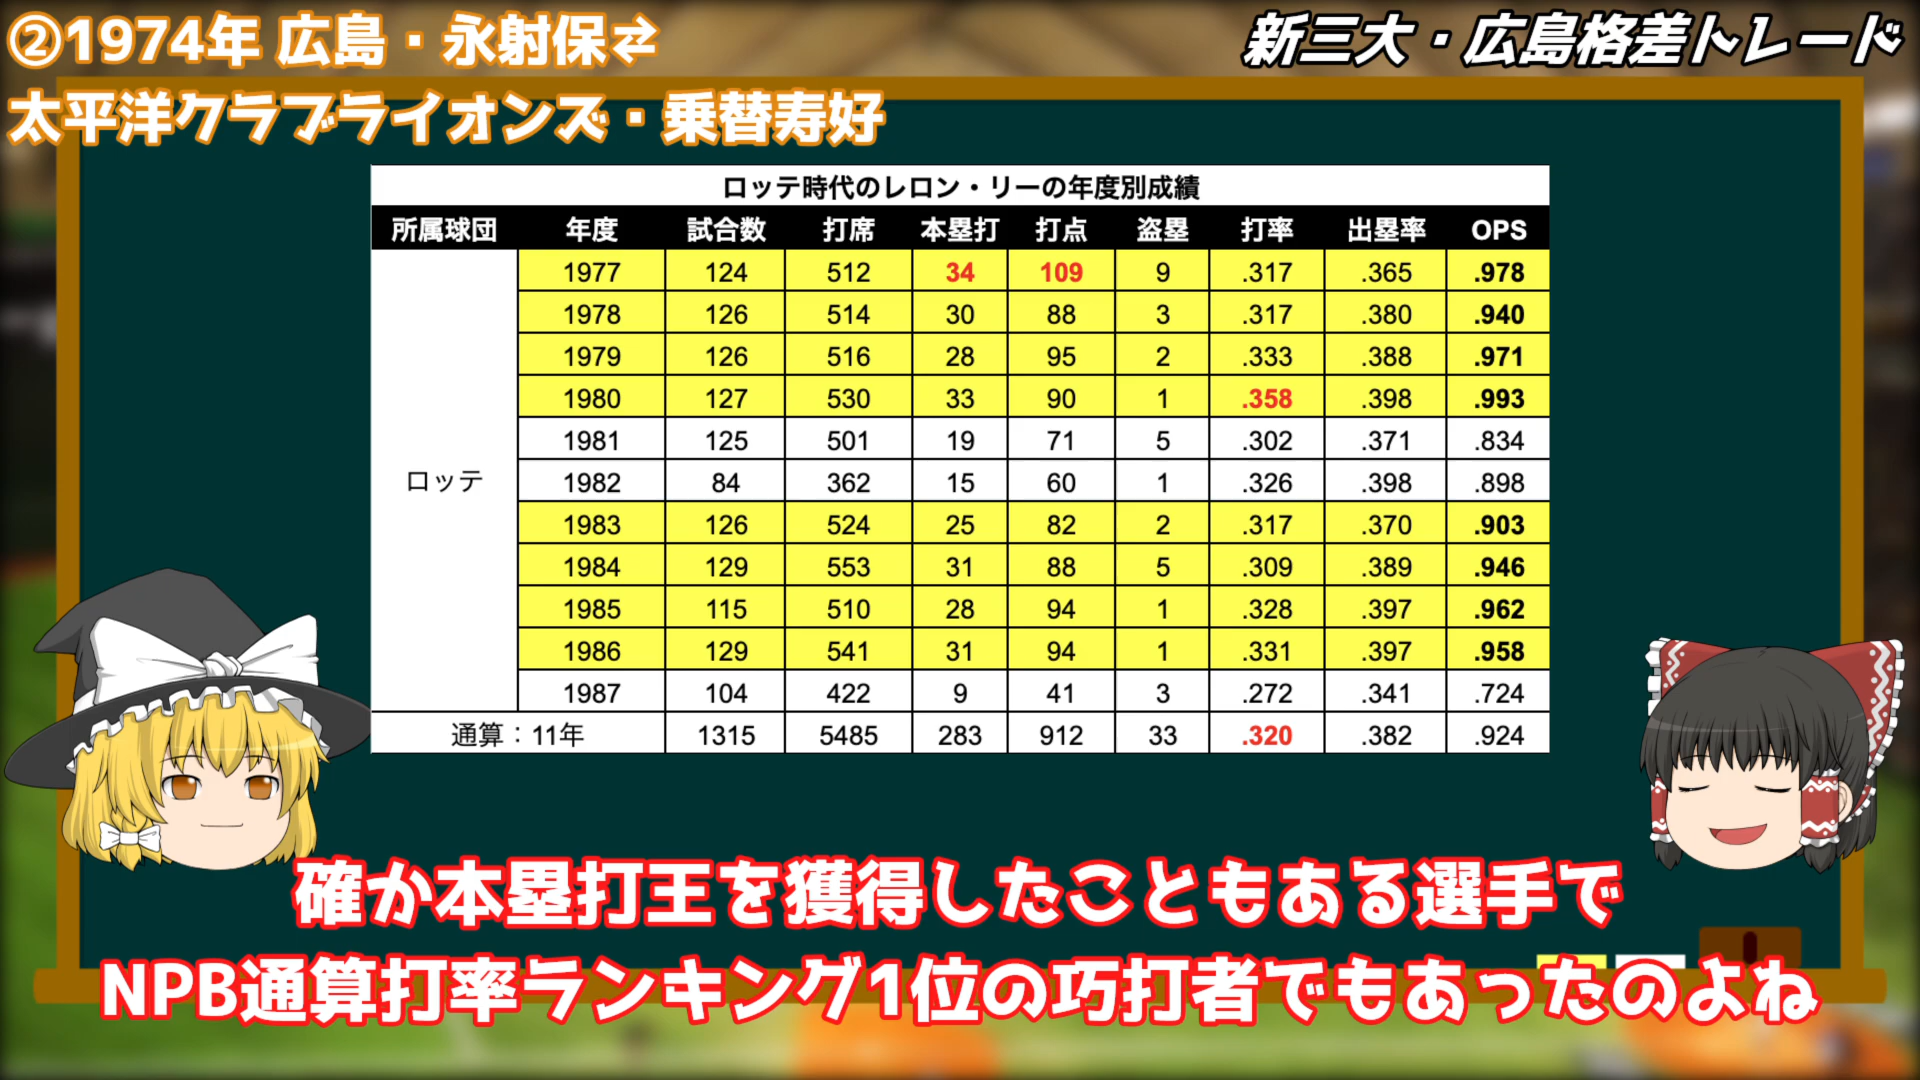 ②1974年 広島・永射保⇄
太平洋クラブライオンズ・乗替寿好
新三大・広島格差トレード
ロッテ時代のレロン・リーの年度別成績
所属球団 年度 試合数 打席 本塁打 打点 盗塁 打率 出塁率 OPS
1977 124 512 34 109 9 .317 .365 .978
1978 126 514 30 88 3 .317 .380 .940
1979 126 516 28 95 2 .333 .388 .971
1980 127 530 33 90 1 .358 .398 .993
1981 125 501 19 71 5 .302 .371 .834
ロッテ 1982 84 362 15 60 1 .326 .398 .898
1983 126 524 25 82 2 .317 .370 .903
1984 129 553 31 88 5 .309 .389 .946
1985 115 510 28 94 1 .328 .397 .962
1986 129 541 31 94 1 .331 .397 .958
1987 104 422 9 41 3 .272 .341 .724
通算：11年 1315 5485 283 912 33 .320 .382 .924
確か本塁打王を獲得したこともある選手で
NPB通算打率ランキング1位の巧打者でもあったのよね